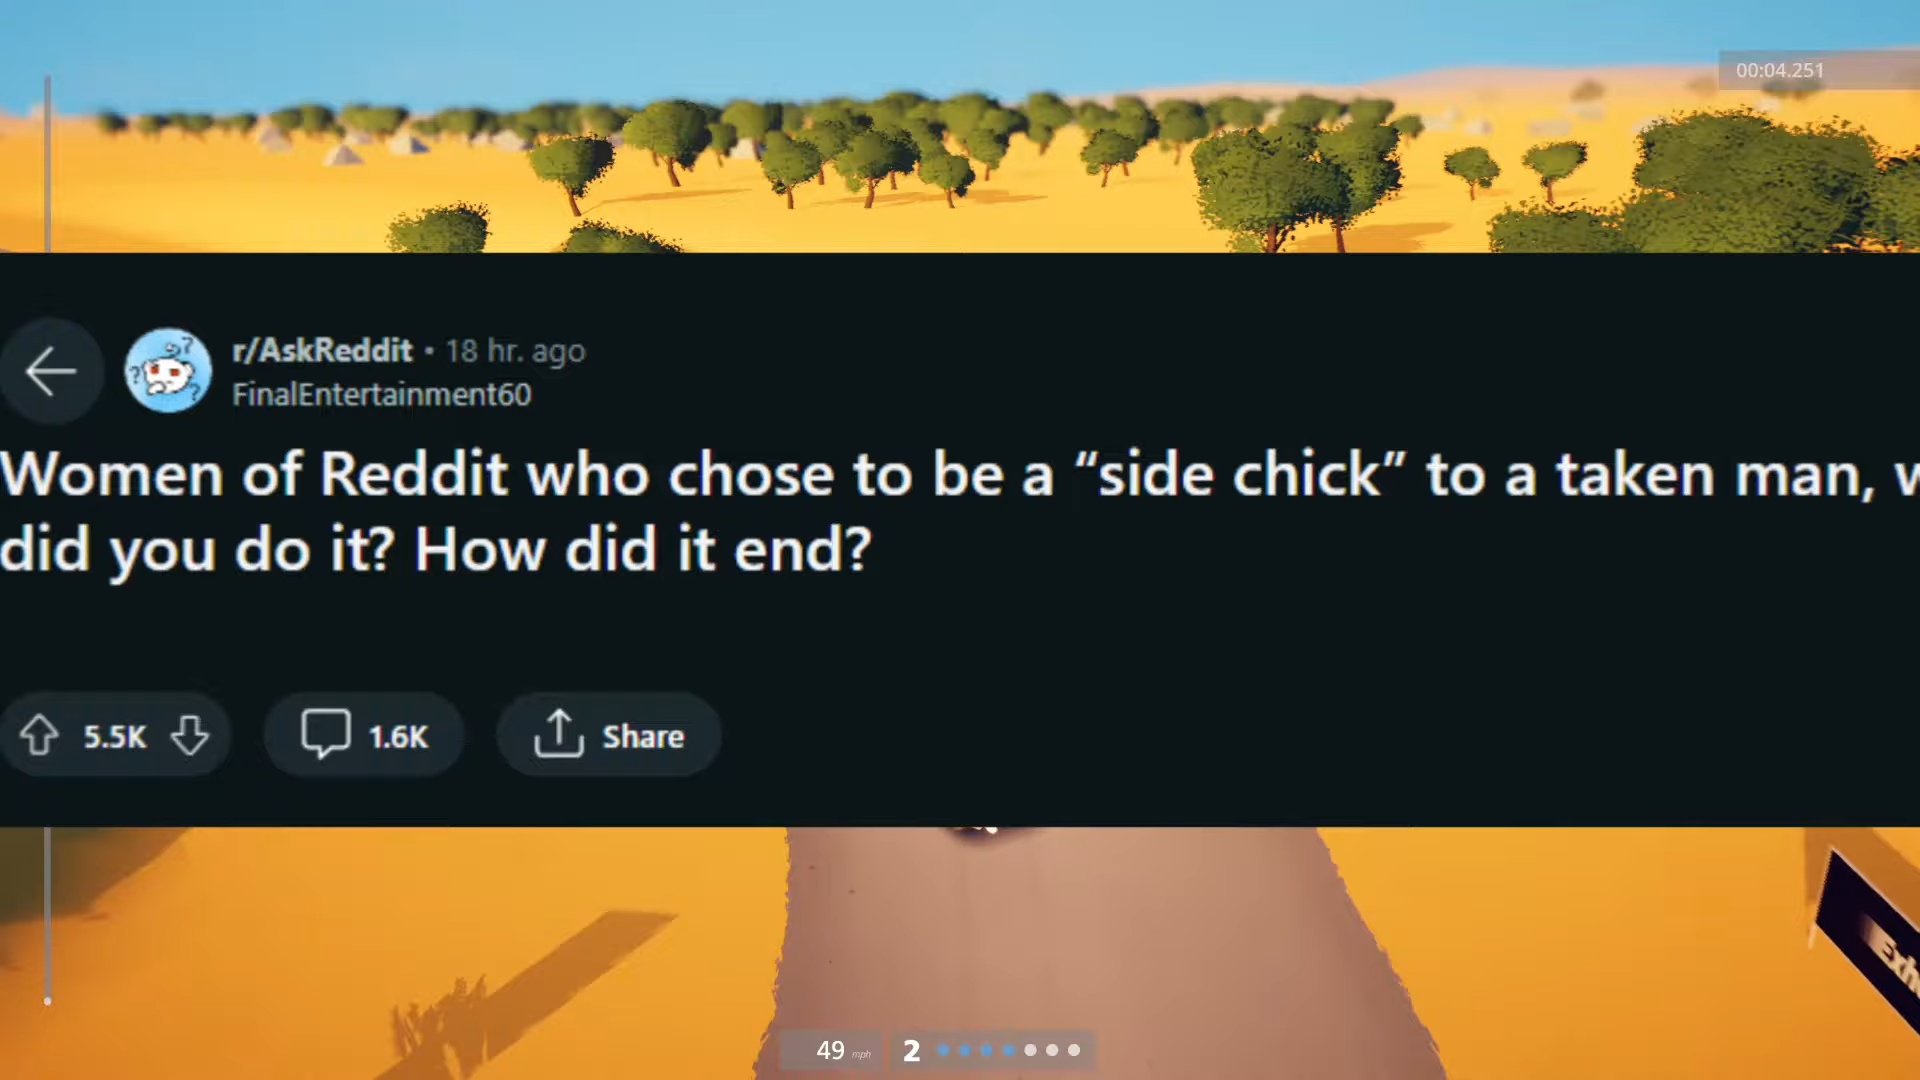 00:04.251
r/AskReddit • 18 hr. ago
FinalEntertainment60
Women of Reddit who chose to be a “side chick” to a taken man,
did you do it? How did it end?
5.5K
1.6K
Share
49 mph
2